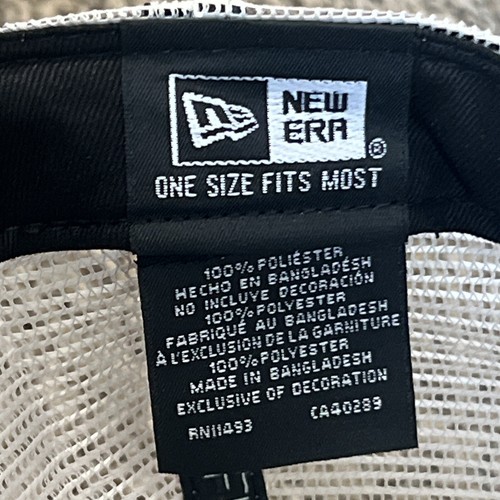 NEW
ERA®
ONE SIZE FITS MOST
100% POLIÉSTER
HECHO EN BANGLADÉSH
NO INCLUYE DECORACIÓN
100% POLYESTER
FABRIQUÉ AU BANGLADESH
À L'EXCLUSION DE LA GARNITURE
100% POLYESTER
MADE IN BANGLADESH
EXCLUSIVE OF DECORATION
RN11493 CA40289